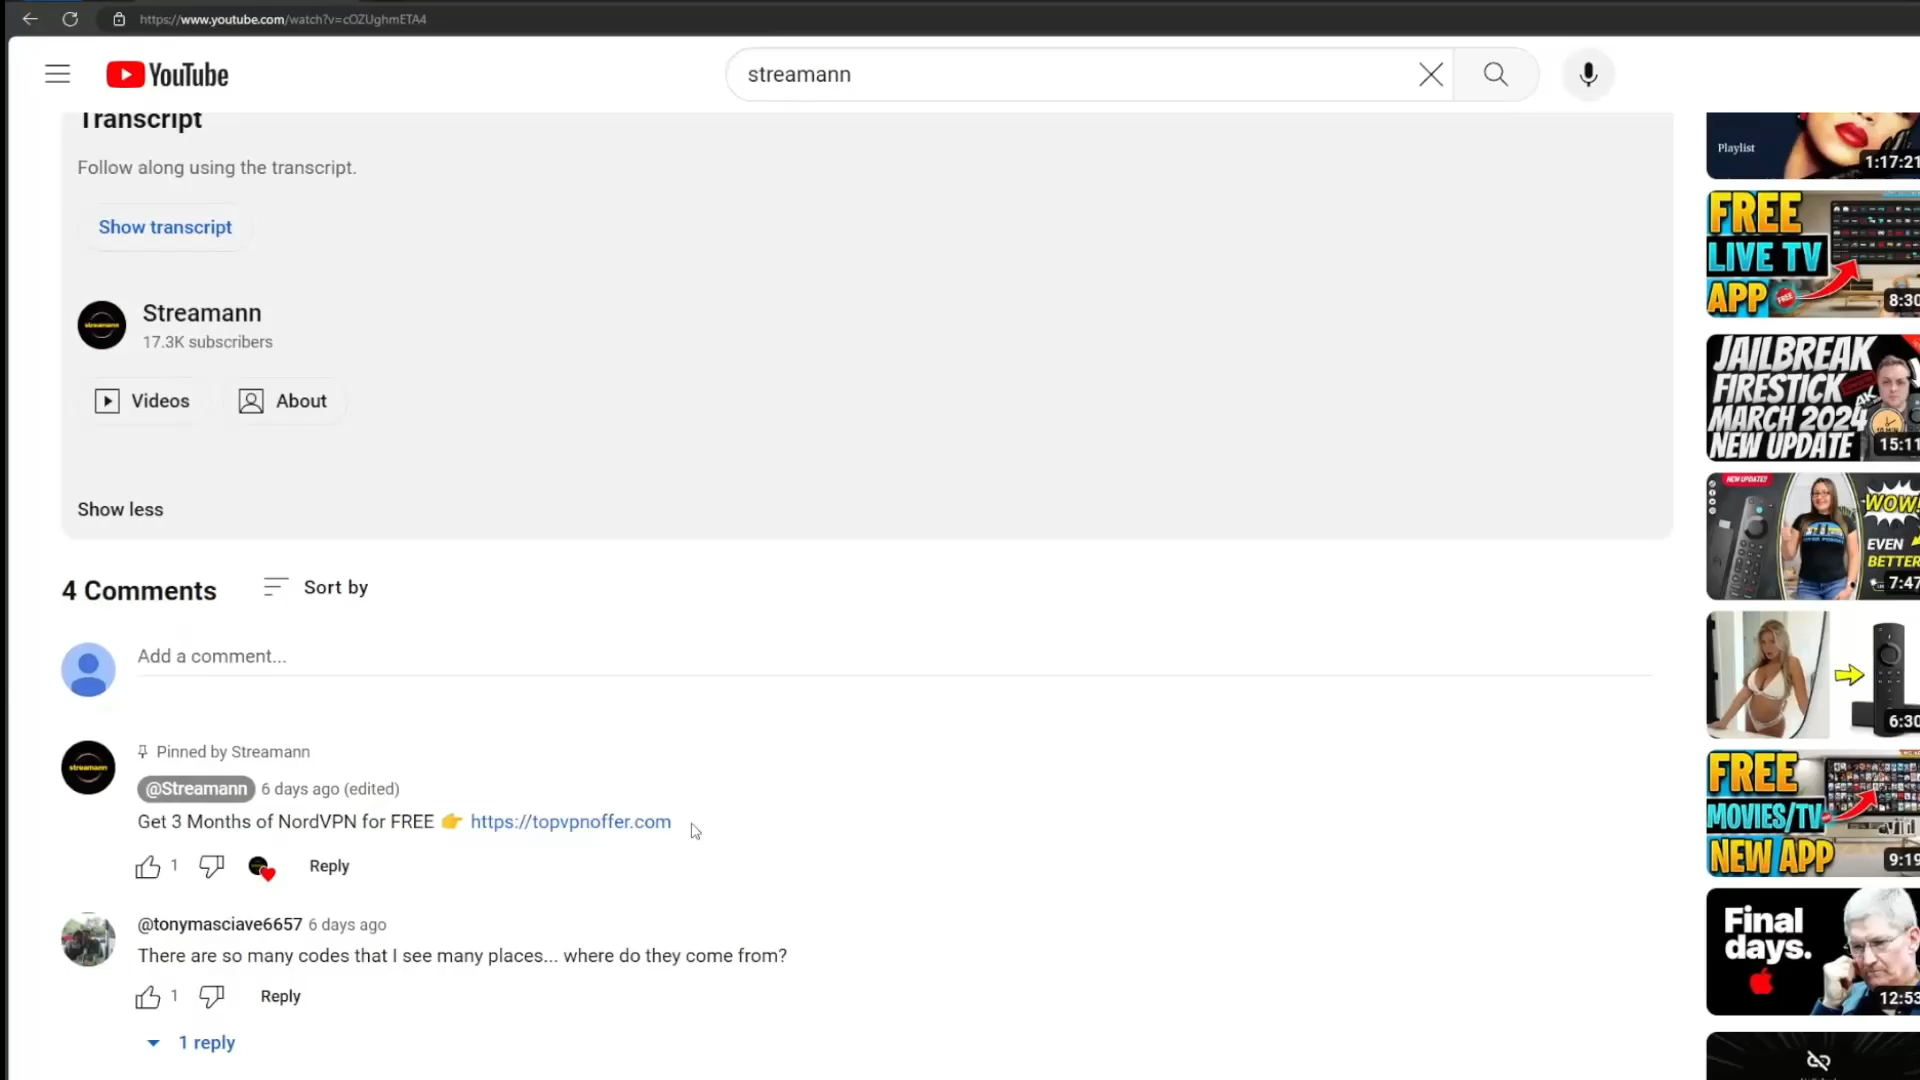 https://www.youtube.com/watch?v=cOZUghmETA4
YouTube
streamann
Transcript
Follow along using the transcript.
Show transcript
Streamann
17.3K subscribers
Videos
About
Show less
4 Comments
Sort by
Add a comment...
Pinned by Streamann
@Streamann 6 days ago (edited)
Get 3 Months of NordVPN for FREE 👉 https://topvpnoffer.com
1
Reply
@tonymasciave6657 6 days ago
There are so many codes that I see many places... where do they come from?
1
Reply
1 reply
Playlist
1:17:21
FREE
LIVE TV
APP
FREE
8:30
JAILBREAK
FIRESTICK
4K
MARCH 2024
NEW UPDATE
15:11
NEW UPDATE!
WOW!
EVEN
BETTER
7:47
6:30
FREE
MOVIES/TV
NEW APP
9:19
Final
days.
12:53